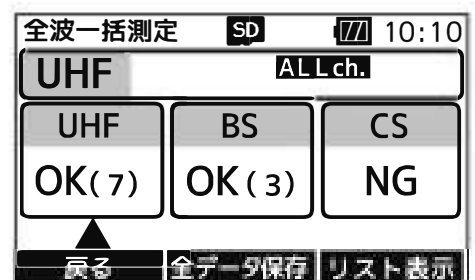 全波一括測定 SD 10:10
UHF ALLch.
UHF BS CS
OK(7) OK(3) NG
戻る 全データ保存 リスト表示